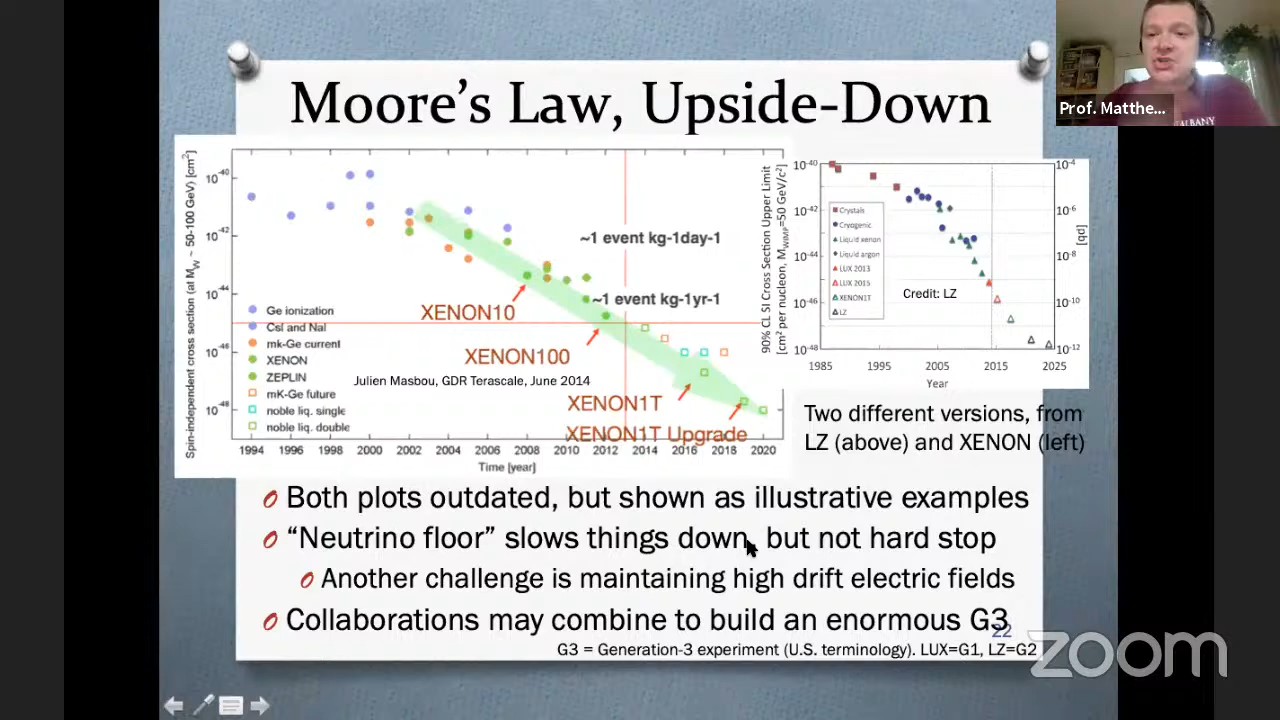 Moore's Law, Upside-Down
Prof. Matthe...
ALBANY
Spin-independent cross section (at M_W ~ 50-100 GeV) [cm²]
10⁻⁴⁰
10⁻⁴²
10⁻⁴⁴
10⁻⁴⁶
10⁻⁴⁸
~1 event kg-1day-1
~1 event kg-1yr-1
XENON10
XENON100
XENON1T
XENON1T Upgrade
Ge ionization
CsI and NaI
mk-Ge current
XENON
ZEPLIN
mK-Ge future
noble liq. single
noble liq. double
Julien Masbou, GDR Terascale, June 2014
1994 1996 1998 2000 2002 2004 2006 2008 2010 2012 2014 2016 2018 2020
Time [year]
90% CL SI Cross Section Upper Limit
[cm² per nucleon, M_WIMP=50 GeV/c²]
10⁻⁴⁰
10⁻⁴²
10⁻⁴⁴
10⁻⁴⁶
10⁻⁴⁸
Crystals
Cryogenic
Liquid xenon
Liquid argon
LUX 2013
LUX 2015
XENON1T
LZ
Credit: LZ
10⁻⁴
10⁻⁶
10⁻⁸
10⁻¹⁰
10⁻¹²
[pb]
1985 1995 2005 2015 2025
Year
Two different versions, from
LZ (above) and XENON (left)
Both plots outdated, but shown as illustrative examples
“Neutrino floor” slows things down, but not hard stop
Another challenge is maintaining high drift electric fields
Collaborations may combine to build an enormous G3
22
G3 = Generation-3 experiment (U.S. terminology). LUX=G1, LZ=G2
zoom